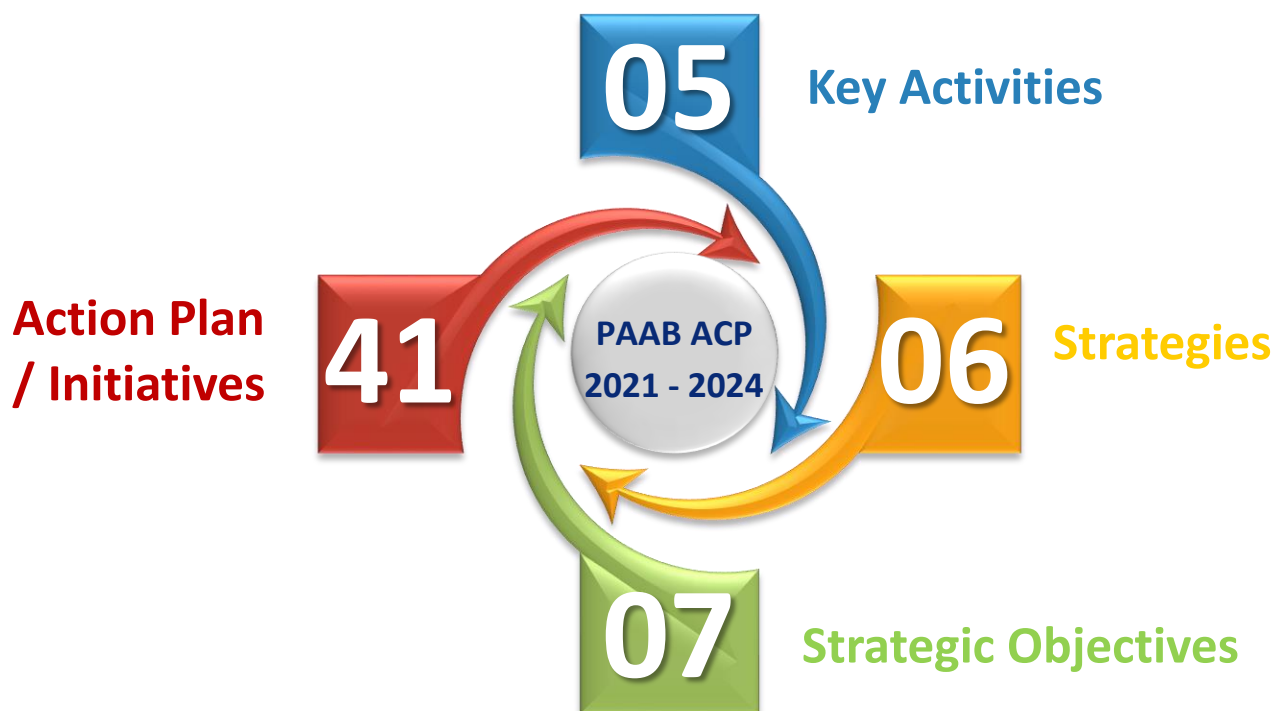 05
Key Activities
Action Plan
/ Initiatives
41
PAAB ACP
2021 - 2024
06
Strategies
07
Strategic Objectives